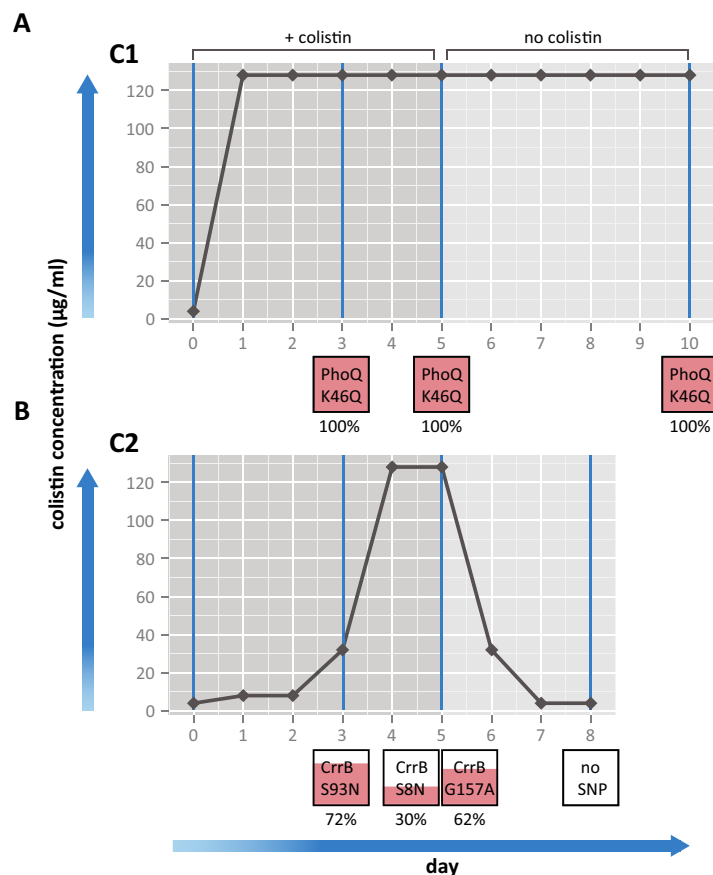 A
+ colistin
no colistin
C1
120
100
80
60
40
20
0
0 1 2 3 4 5 6 7 8 9 10
PhoQ K46Q
100%
PhoQ K46Q
100%
PhoQ K46Q
100%
colistin concentration (µg/ml)
B
C2
120
100
80
60
40
20
0
0 1 2 3 4 5 6 7 8
CrrB S93N
72%
CrrB S8N
30%
CrrB G157A
62%
no SNP
day